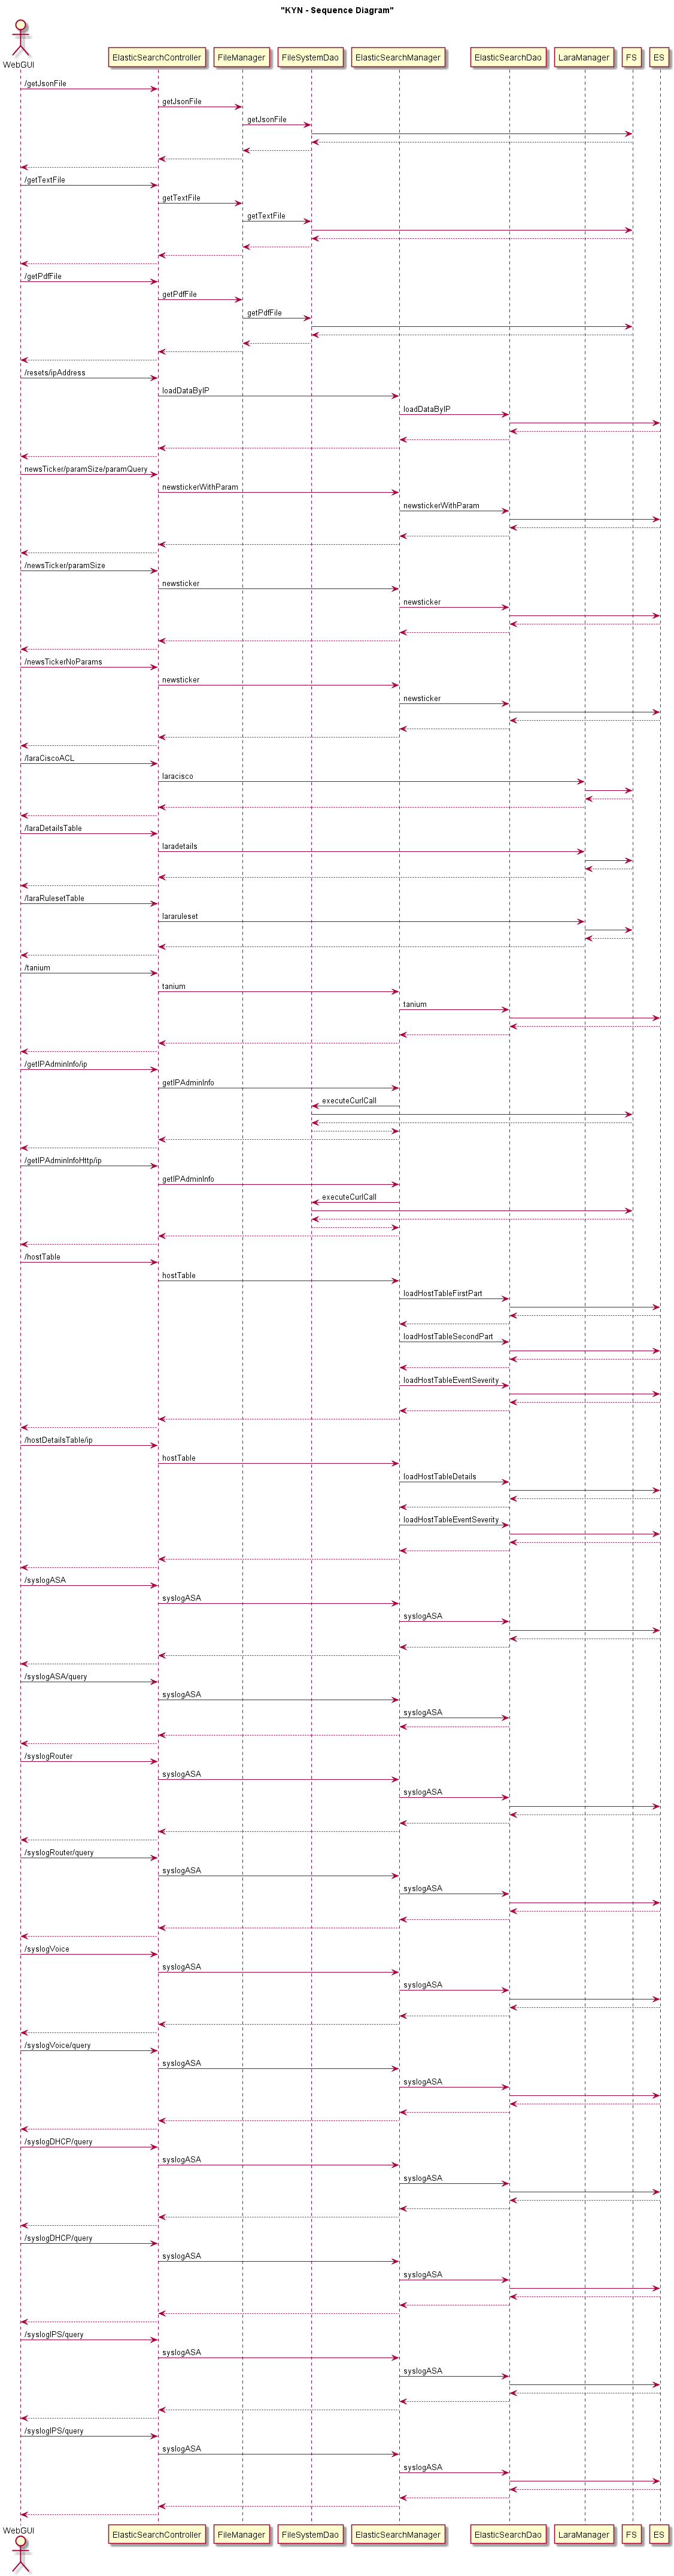 "KYN - Sequence Diagram"
WebGUI
ElasticSearchController
FileManager
FileSystemDao
ElasticSearchManager
ElasticSearchDao
LaraManager
FS
ES
/getJsonFile
getJsonFile
getJsonFile
/getTextFile
getTextFile
getTextFile
/getPdfFile
getPdfFile
getPdfFile
/resets/ipAddress
loadDataByIP
loadDataByIP
newsTicker/paramSize/paramQuery
newstickerWithParam
newstickerWithParam
/newsTicker/paramSize
newsticker
newsticker
/newsTickerNoParams
newsticker
newsticker
/laraCiscoACL
laracisco
/laraDetailsTable
laradetails
/laraRulesetTable
lararuleset
/tanium
tanium
tanium
/getIPAdminInfo/ip
getIPAdminInfo
executeCurlCall
/getIPAdminInfoHttp/ip
getIPAdminInfo
executeCurlCall
/hostTable
hostTable
loadHostTableFirstPart
loadHostTableSecondPart
loadHostTableEventSeverity
/hostDetailsTable/ip
hostTable
loadHostTableDetails
loadHostTableEventSeverity
/syslogASA
syslogASA
syslogASA
/syslogASA/query
syslogASA
syslogASA
/syslogRouter
syslogASA
syslogASA
/syslogRouter/query
syslogASA
syslogASA
/syslogVoice
syslogASA
syslogASA
/syslogVoice/query
syslogASA
syslogASA
/syslogDHCP/query
syslogASA
syslogASA
/syslogDHCP/query
syslogASA
syslogASA
/syslogIPS/query
syslogASA
syslogASA
/syslogIPS/query
syslogASA
syslogASA
WebGUI
ElasticSearchController
FileManager
FileSystemDao
ElasticSearchManager
ElasticSearchDao
LaraManager
FS
ES